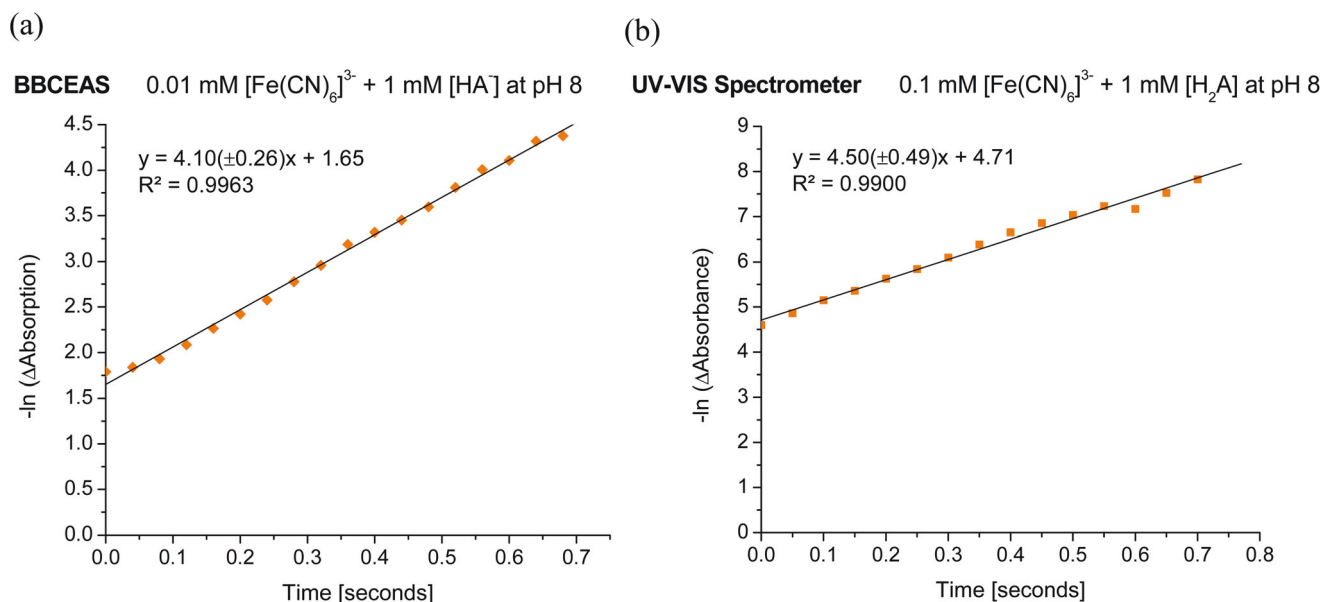 (a)
BBCEAS 0.01 mM [Fe(CN)₆]³⁻ + 1 mM [HA⁻] at pH 8
y = 4.10(±0.26)x + 1.65
R² = 0.9963
4.5
4.0
3.5
3.0
2.5
2.0
1.5
1.0
0.5
0.0
-ln (ΔAbsorption)
0.0 0.1 0.2 0.3 0.4 0.5 0.6 0.7
Time [seconds]
(b)
UV-VIS Spectrometer 0.1 mM [Fe(CN)₆]³⁻ + 1 mM [H₂A] at pH 8
y = 4.50(±0.49)x + 4.71
R² = 0.9900
9
8
7
6
5
4
3
2
1
0
-ln (ΔAbsorbance)
0.0 0.1 0.2 0.3 0.4 0.5 0.6 0.7 0.8
Time [seconds]